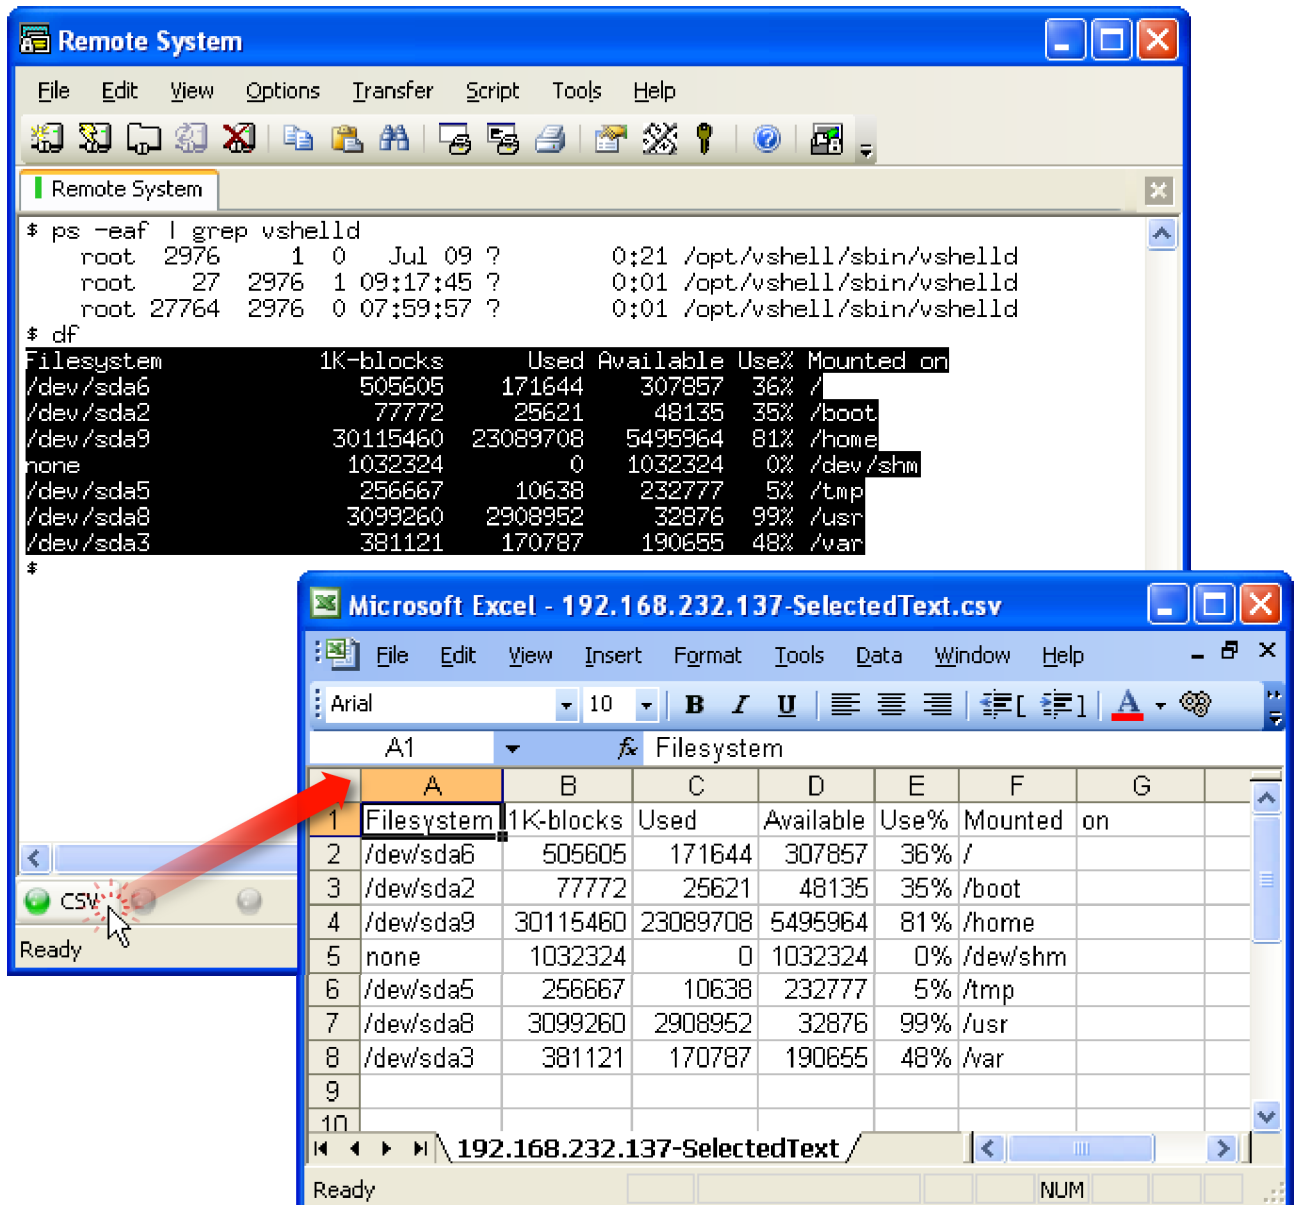 Remote System
File Edit View Options Transfer Script Tools Help
Remote System
$ ps -eaf | grep vshelld
root 2976 1 0 Jul 09 ? 0:21 /opt/vshell/sbin/vshelld
root 27 2976 1 09:17:45 ? 0:01 /opt/vshell/sbin/vshelld
root 27764 2976 0 07:59:57 ? 0:01 /opt/vshell/sbin/vshelld
$ df
Filesystem 1K-blocks Used Available Use% Mounted on
/dev/sda6 505605 171644 307857 36% /
/dev/sda2 77772 25621 48135 35% /boot
/dev/sda9 30115460 23089708 5495964 81% /home
none 1032324 0 1032324 0% /dev/shm
/dev/sda5 256667 10638 232777 5% /tmp
/dev/sda8 3099260 2908952 32876 99% /usr
/dev/sda3 381121 170787 190655 48% /var
$
CSV
Ready
Microsoft Excel - 192.168.232.137-SelectedText.csv
File Edit View Insert Format Tools Data Window Help
Arial 10 B I U A
A1 fx Filesystem
A B C D E F G
1 Filesystem 1K-blocks Used Available Use% Mounted on
2 /dev/sda6 505605 171644 307857 36% /
3 /dev/sda2 77772 25621 48135 35% /boot
4 /dev/sda9 30115460 23089708 5495964 81% /home
5 none 1032324 0 1032324 0% /dev/shm
6 /dev/sda5 256667 10638 232777 5% /tmp
7 /dev/sda8 3099260 2908952 32876 99% /usr
8 /dev/sda3 381121 170787 190655 48% /var
9
10
192.168.232.137-SelectedText
Ready NUM